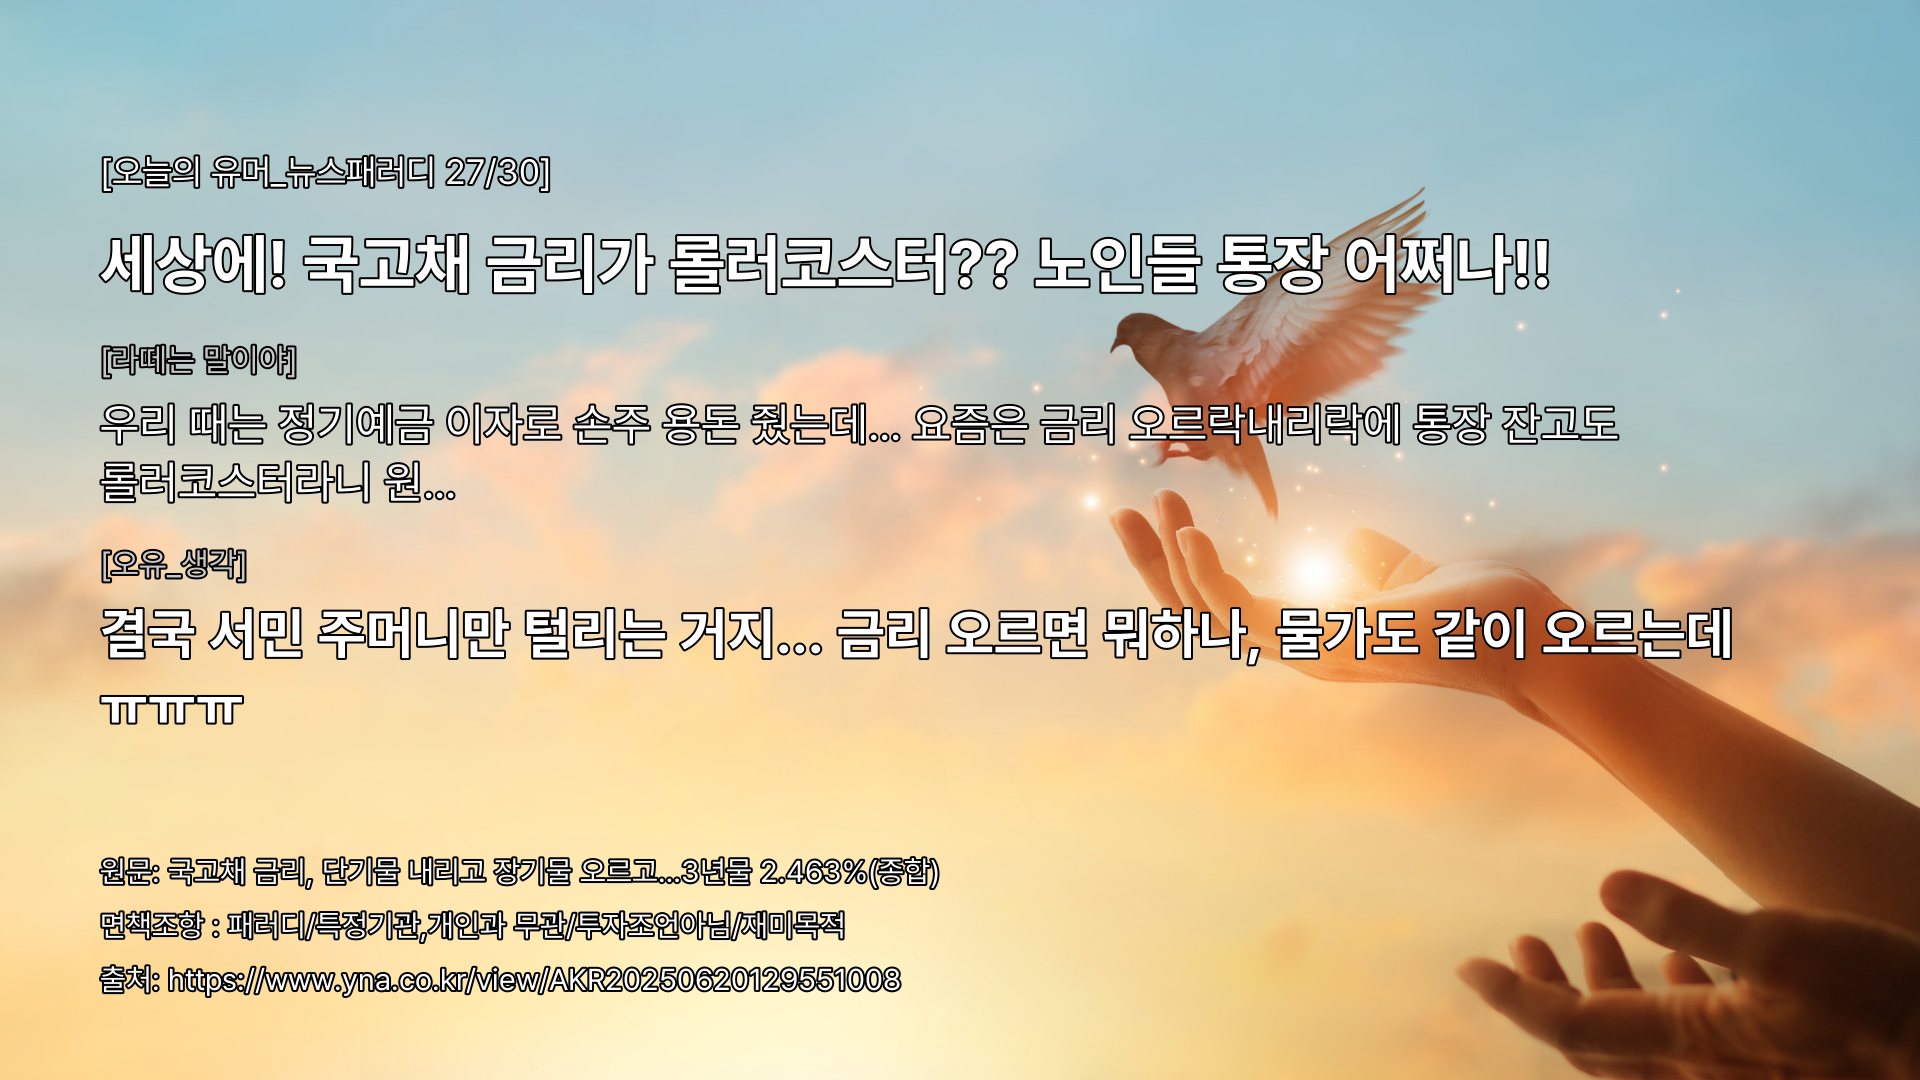 [오늘의 유머_뉴스패러디 27/30]
세상에! 국고채 금리가 롤러코스터?? 노인들 통장 어쩌나!!
[라떼는 말이야]
우리 때는 정기예금 이자로 손주 용돈 줬는데... 요즘은 금리 오르락내리락에 통장 잔고도
롤러코스터라니 원...
[오유_생각]
결국 서민 주머니만 털리는 거지... 금리 오르면 뭐하나, 물가도 같이 오르는데
ㅠㅠㅠ
원문: 국고채 금리, 단기물 내리고 장기물 오르고...3년물 2.463%(종합)
면책조항 : 패러디/특정기관,개인과 무관/투자조언아님/재미목적
출처: https://www.yna.co.kr/view/AKR20250620129551008